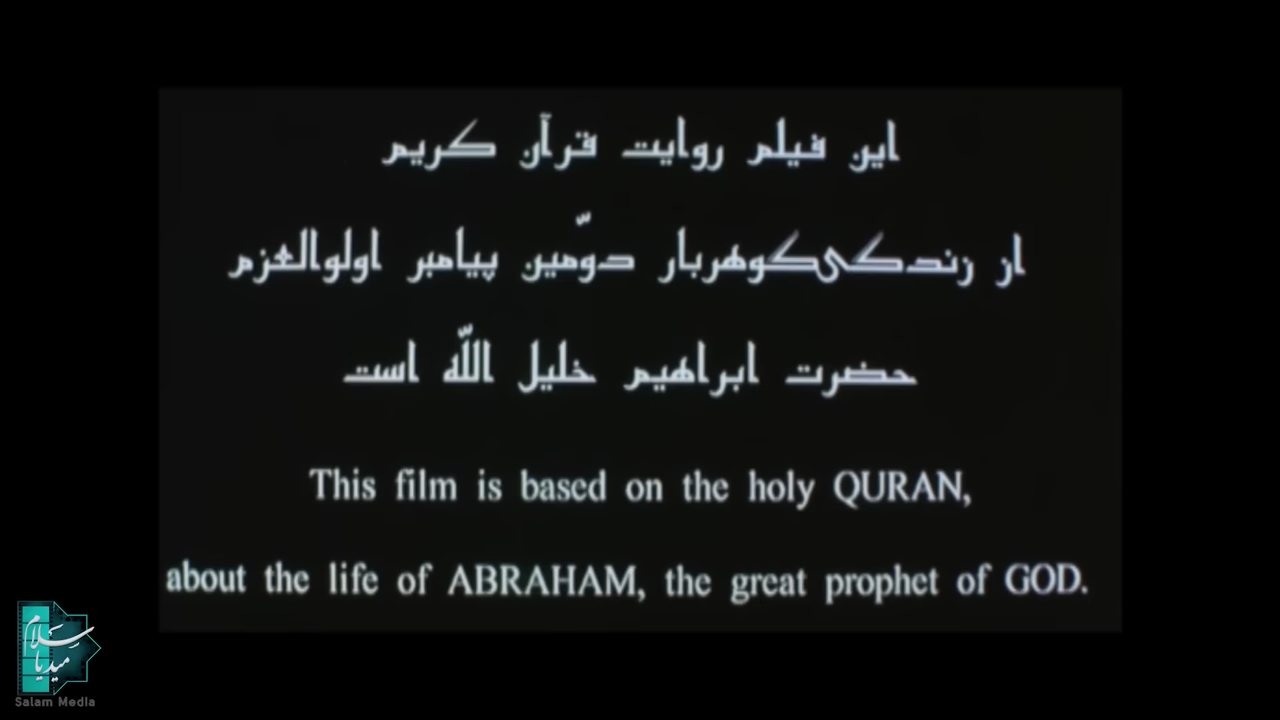 این فیلم روایت قرآن کریم
از زندگی گوهربار دوّمین پیامبر اولوالعزم
حضرت ابراهیم خلیل اللّه است
This film is based on the holy QURAN,
about the life of ABRAHAM, the great prophet of GOD.
سلام
میدیا
Salam Media